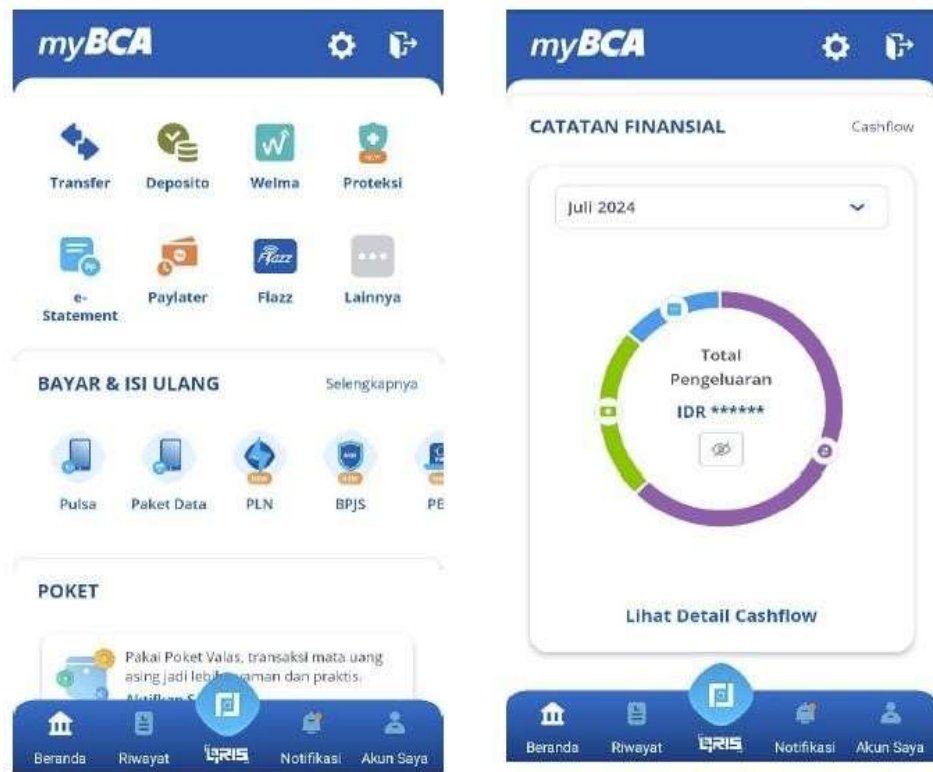 myBCA
Transfer
Deposito
Welma
Proteksi
e-
Statement
Paylater
Flazz
Flazz
Lainnya
BAYAR & ISI ULANG
Selengkapnya
Pulsa
Paket Data
PLN
BPJS
PE
POKET
Pakai Poket Valas, transaksi mata uang
asing jadi lebih nyaman dan praktis.
Beranda
Riwayat
QRIS
Notifikasi
Akun Saya
myBCA
CATATAN FINANSIAL
Cashflow
Juli 2024
Total
Pengeluaran
IDR ******
Lihat Detail Cashflow
Beranda
Riwayat
QRIS
Notifikasi
Akun Saya